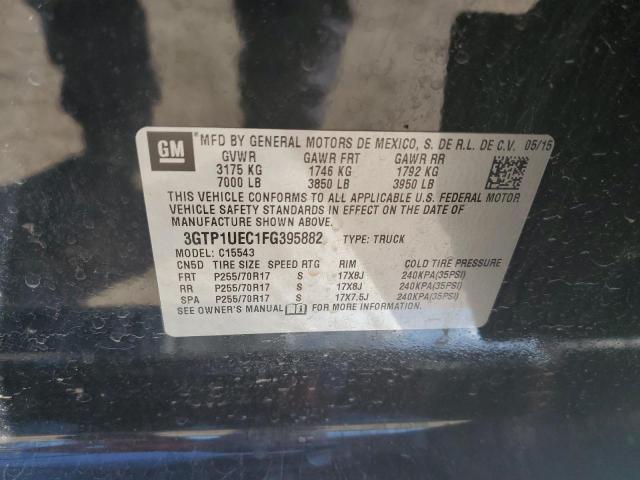 GM
*MFD BY GENERAL MOTORS DE MEXICO, S. DE R.L. DE C.V. 05/15
GVWR GAWR FRT GAWR RR
3175 KG 1746 KG 1792 KG
7000 LB 3850 LB 3950 LB
THIS VEHICLE CONFORMS TO ALL APPLICABLE U.S. FEDERAL MOTOR
VEHICLE SAFETY STANDARDS IN EFFECT ON THE DATE OF
MANUFACTURE SHOWN ABOVE.
3GTP1UEC1FG395882 TYPE: TRUCK
MODEL: C15543
CN5D TIRE SIZE SPEED RTG RIM COLD TIRE PRESSURE
FRT P255/70R17 S 17X8J 240KPA(35PSI)
RR P255/70R17 S 17X8J 240KPA(35PSI)
SPA P255/70R17 S 17X7.5J 240KPA(35PSI)
SEE OWNER'S MANUAL FOR MORE INFORMATION.